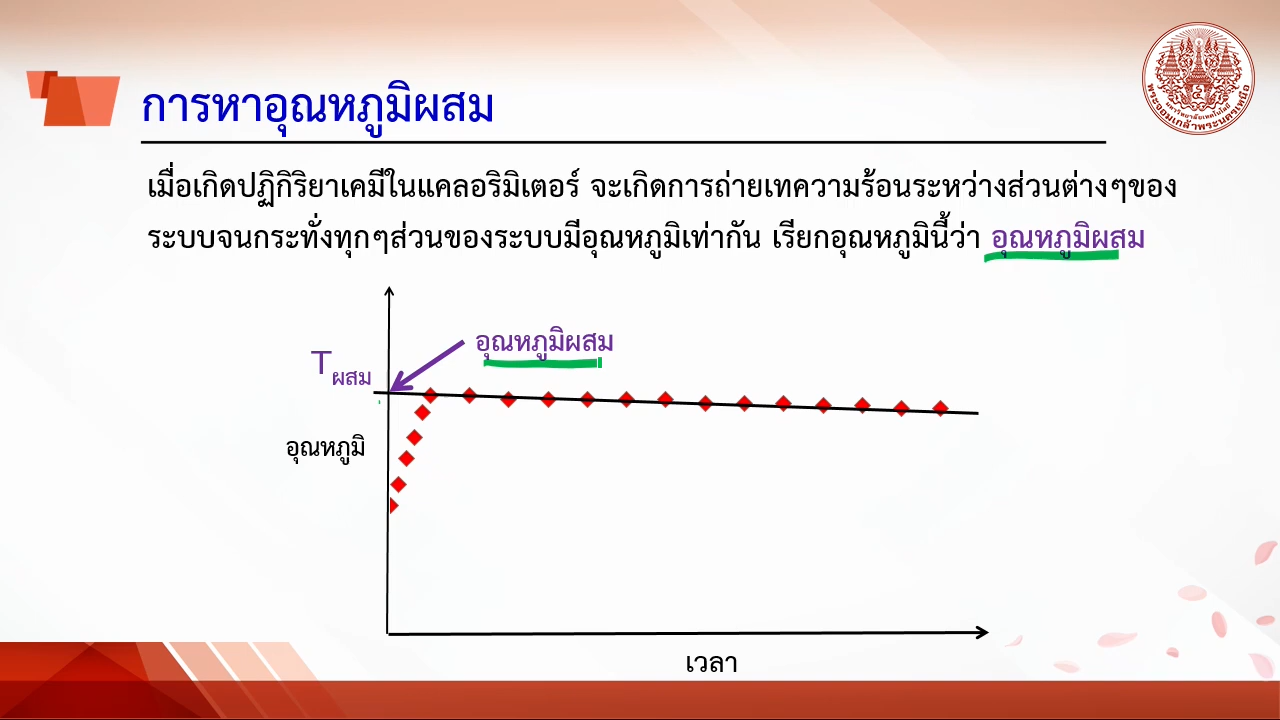 การหาอุณหภูมิผสม
เมื่อเกิดปฏิกิริยาเคมีในแคลอริมิเตอร์ จะเกิดการถ่ายเทความร้อนระหว่างส่วนต่างๆของ
ระบบจนกระทั่งทุกๆส่วนของระบบมีอุณหภูมิเท่ากัน เรียกอุณหภูมินี้ว่า อุณหภูมิผสม
อุณหภูมิผสม
Tผสม
อุณหภูมิ
เวลา